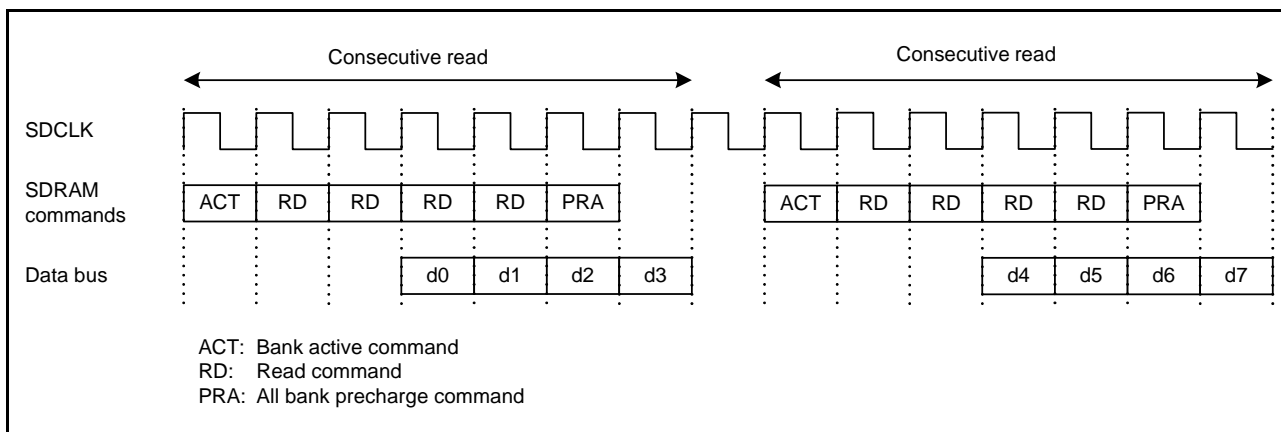 Consecutive read Consecutive read
SDCLK
SDRAM
commands
ACT RD RD RD RD PRA ACT RD RD RD RD PRA
Data bus d0 d1 d2 d3 d4 d5 d6 d7
ACT: Bank active command
RD: Read command
PRA: All bank precharge command